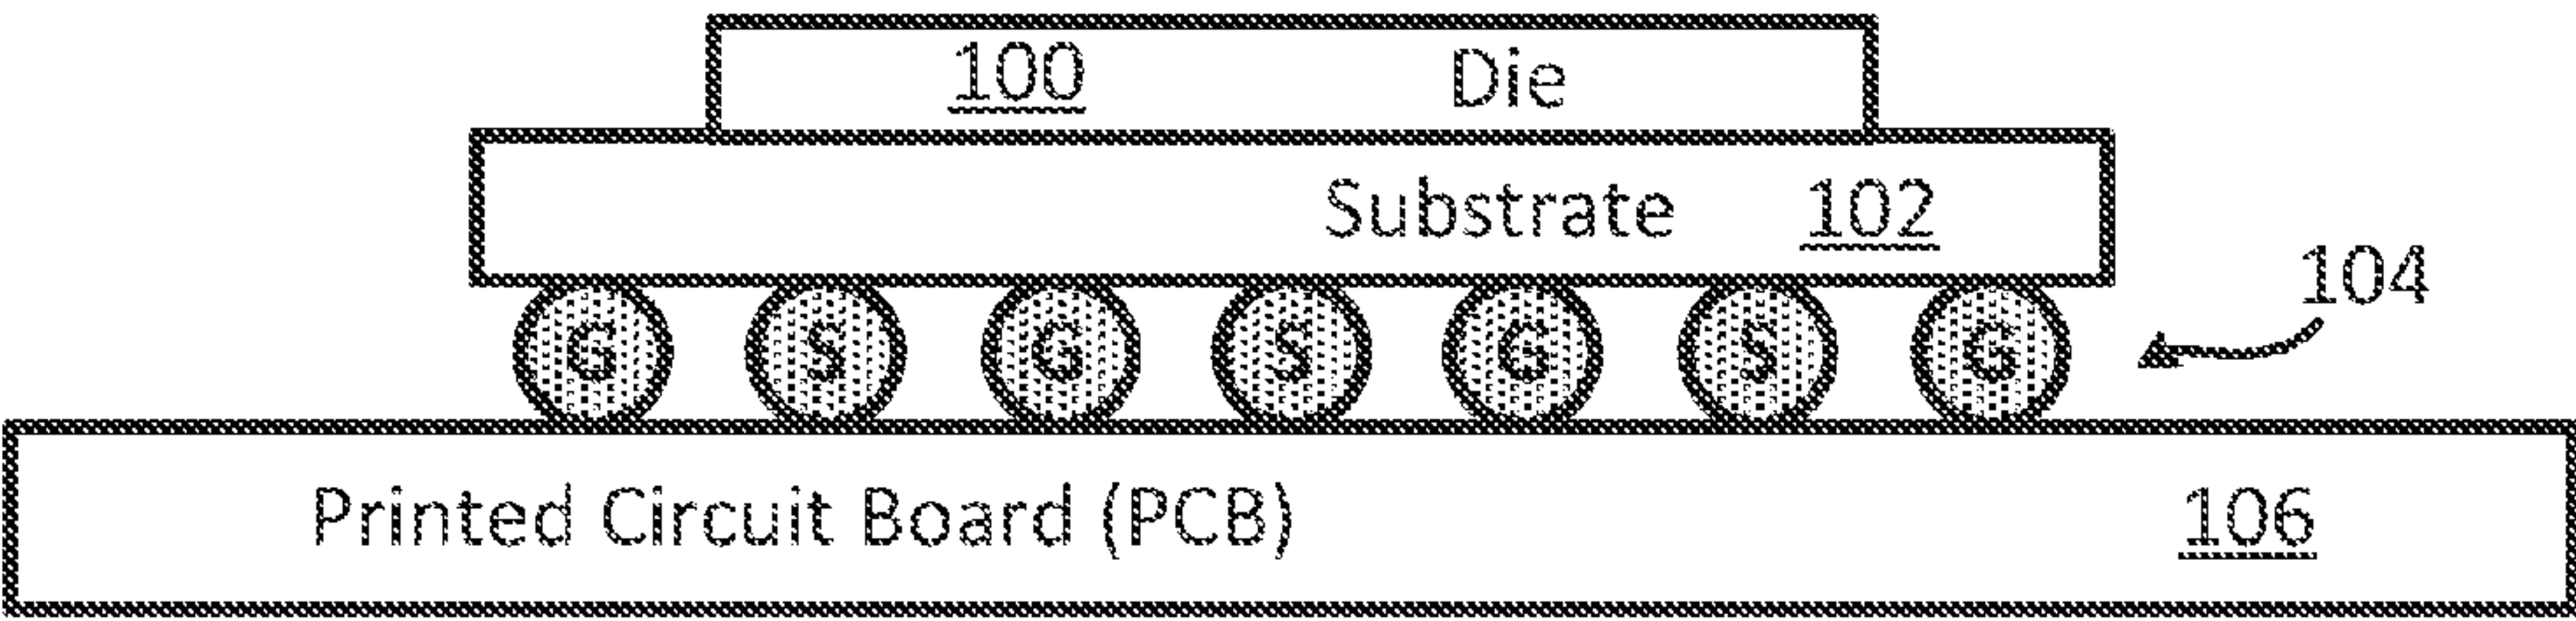 100 Die
Substrate 102
104
G S G S G S G
Printed Circuit Board (PCB) 106